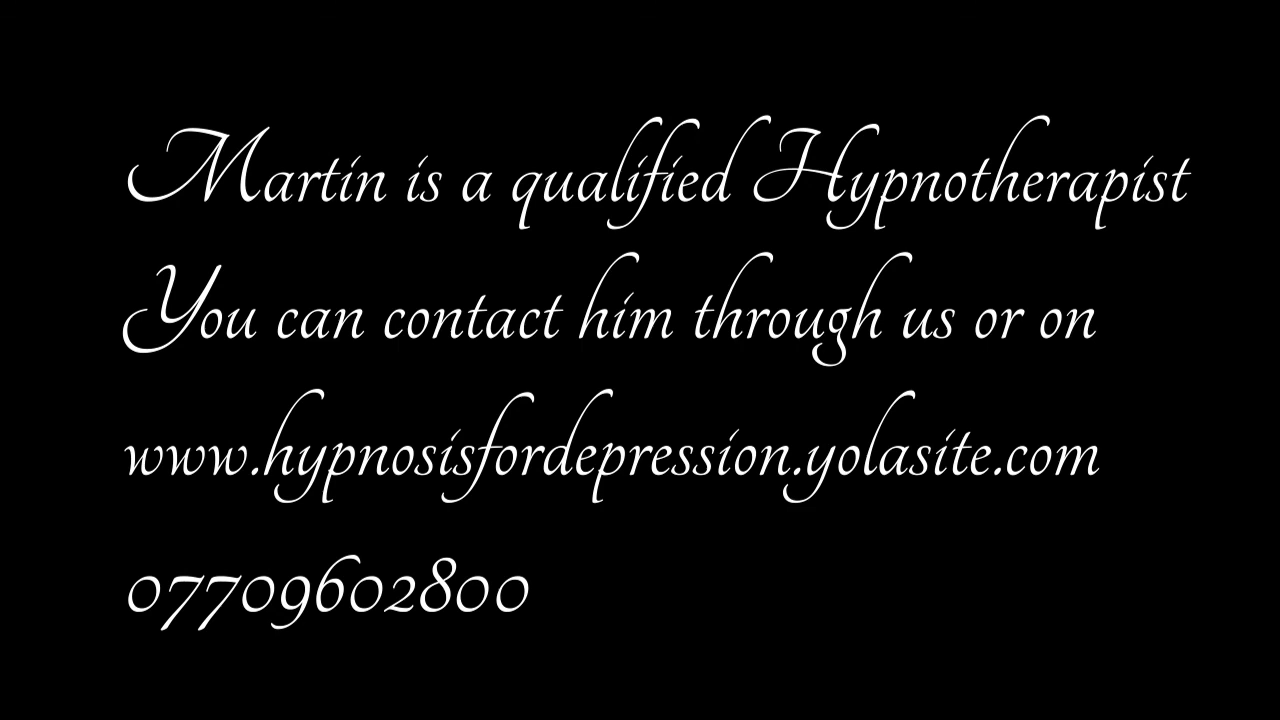 Martin is a qualified Hypnotherapist
You can contact him through us or on
www.hypnosisfordepression.yolasite.com
07709602800